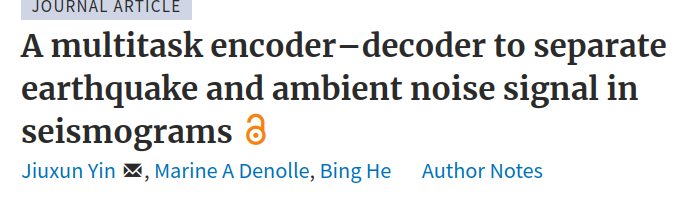 JOURNAL ARTICLE
A multitask encoder–decoder to separate
earthquake and ambient noise signal in
seismograms
Jiuxun Yin, Marine A Denolle, Bing He Author Notes